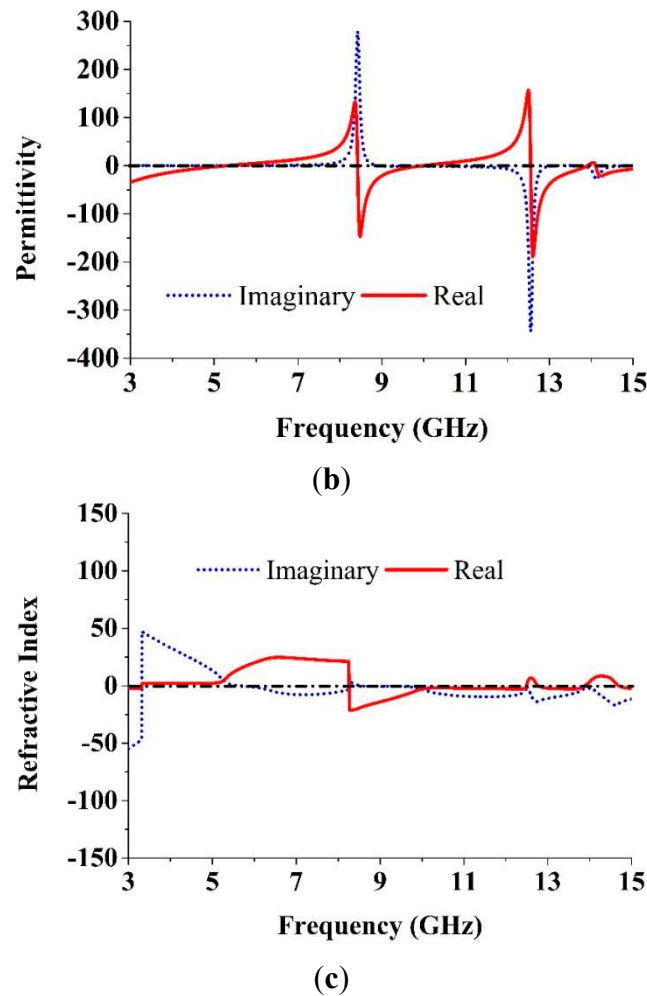 300
200
100
0
-100
-200
-300
-400
Permittivity
Imaginary Real
3 5 7 9 11 13 15
Frequency (GHz)
(b)
150
100
50
0
-50
-100
-150
Refractive Index
Imaginary Real
3 5 7 9 11 13 15
Frequency (GHz)
(c)